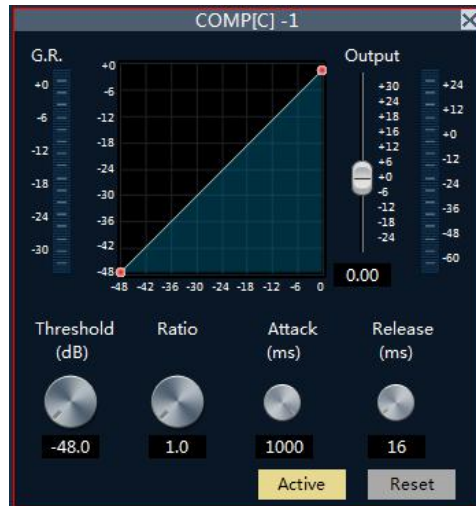 COMP[C] -1
G.R.
Output
+0
-6
-12
-18
-24
-30
+0
-6
-12
-18
-30
-36
-42
-48
-48 -42 -36 -30 -24 -18 -12 -6 0
+30
+24
+18
+16
+12
+6
+0
-6
-12
-18
-24
+24
+12
+0
-12
-24
-48
-60
0.00
Threshold
(dB)
Ratio
Attack
(ms)
Release
(ms)
-48.0
1.0
1000
16
Active
Reset